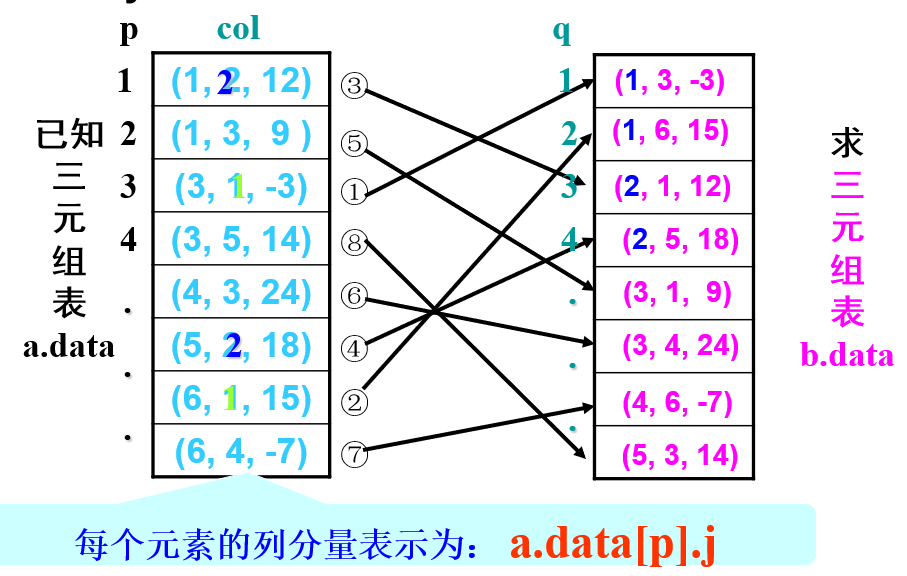 p col q
1 (1, 2, 12) ③ 1 (1, 3, -3)
2 (1, 3, 9 ) ⑤ 2 (1, 6, 15)
3 (3, 1, -3) ① 3 (2, 1, 12)
4 (3, 5, 14) ⑧ 4 (2, 5, 18)
. (4, 3, 24) ⑥ . (3, 1, 9)
. (5, 2, 18) ④ . (3, 4, 24)
. (6, 1, 15) ② . (4, 6, -7)
(6, 4, -7) ⑦ (5, 3, 14)
已知
三
元
组
表
a.data
求
三
元
组
表
b.data
每个元素的列分量表示为： a.data[p].j